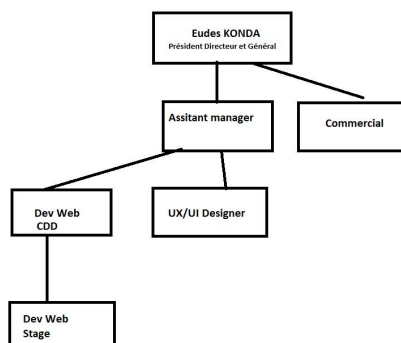 Eudes KONDA
Président Directeur et Général
Assitant manager
Commercial
Dev Web
CDD
UX/UI Designer
Dev Web
Stage